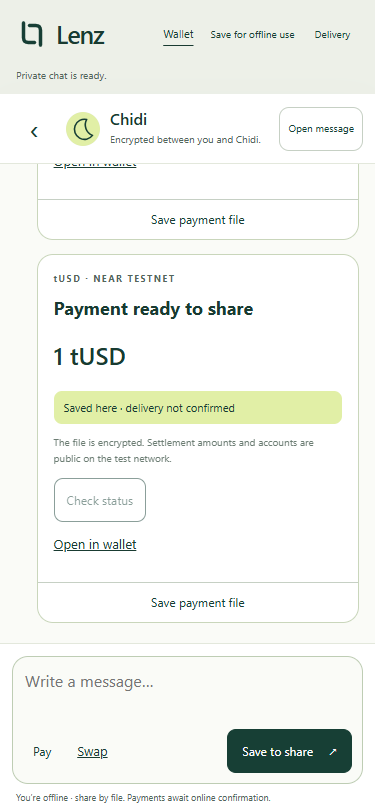 Lenz
Wallet
Save for offline use
Delivery
Private chat is ready.
‹
Chidi
Encrypted between you and Chidi.
Open message
Open in wallet
Save payment file
tUSD · NEAR TESTNET
Payment ready to share
1 tUSD
Saved here · delivery not confirmed
The file is encrypted. Settlement amounts and accounts are
public on the test network.
Check status
Open in wallet
Save payment file
Write a message...
Pay
Swap
Save to share ↗
You're offline · share by file. Payments await online confirmation.